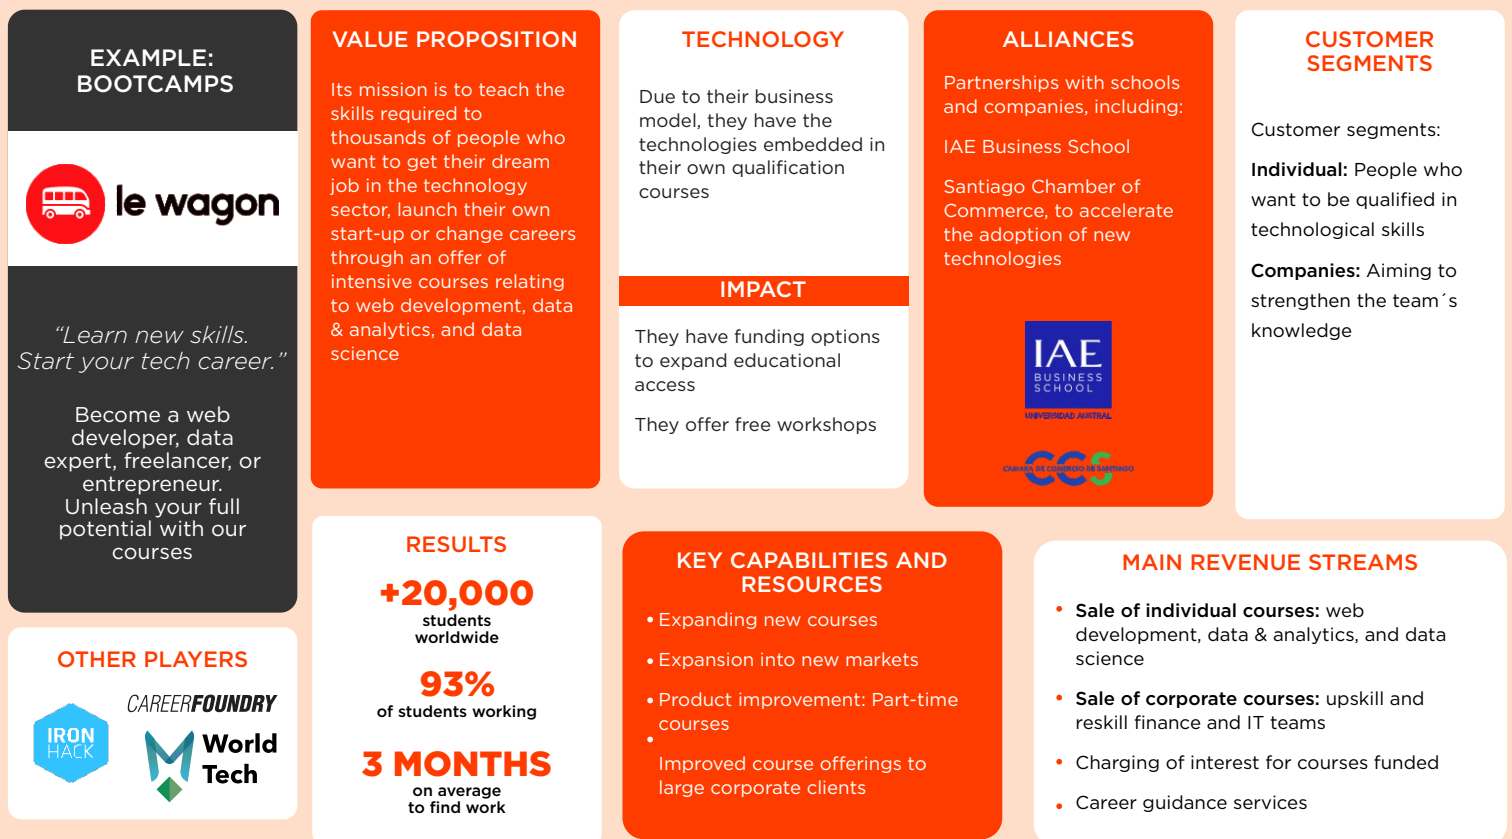 EXAMPLE:
BOOTCAMPS
le wagon
“Learn new skills.
Start your tech career.”
Become a web
developer, data
expert, freelancer, or
entrepreneur.
Unleash your full
potential with our
courses
OTHER PLAYERS
CAREERFOUNDRY
IRON
HACK
World
Tech
VALUE PROPOSITION
Its mission is to teach the
skills required to
thousands of people who
want to get their dream
job in the technology
sector, launch their own
start-up or change careers
through an offer of
intensive courses relating
to web development, data
& analytics, and data
science
TECHNOLOGY
Due to their business
model, they have the
technologies embedded in
their own qualification
courses
IMPACT
They have funding options
to expand educational
access
They offer free workshops
ALLIANCES
Partnerships with schools
and companies, including:
IAE Business School
Santiago Chamber of
Commerce, to accelerate
the adoption of new
technologies
IAE
BUSINESS
SCHOOL
UNIVERSIDAD AUSTRAL
CCS
CAMARA DE COMERCIO DE SANTIAGO
CUSTOMER
SEGMENTS
Customer segments:
Individual: People who
want to be qualified in
technological skills
Companies: Aiming to
strengthen the team´s
knowledge
RESULTS
+20,000
students
worldwide
93%
of students working
3 MONTHS
on average
to find work
KEY CAPABILITIES AND
RESOURCES
• Expanding new courses
• Expansion into new markets
• Product improvement: Part-time
courses
•
Improved course offerings to
large corporate clients
MAIN REVENUE STREAMS
• Sale of individual courses: web
development, data & analytics, and data
science
• Sale of corporate courses: upskill and
reskill finance and IT teams
• Charging of interest for courses funded
• Career guidance services